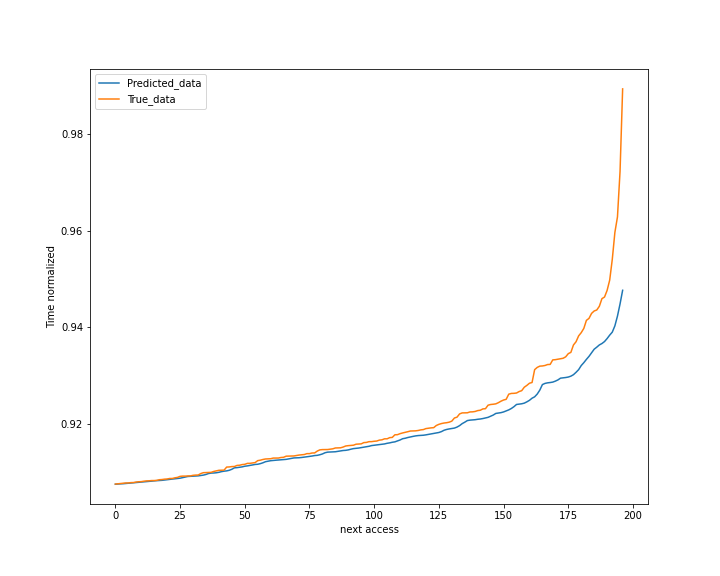 Predicted_data
True_data
0.98
0.96
0.94
0.92
Time normalized
0 25 50 75 100 125 150 175 200
next access